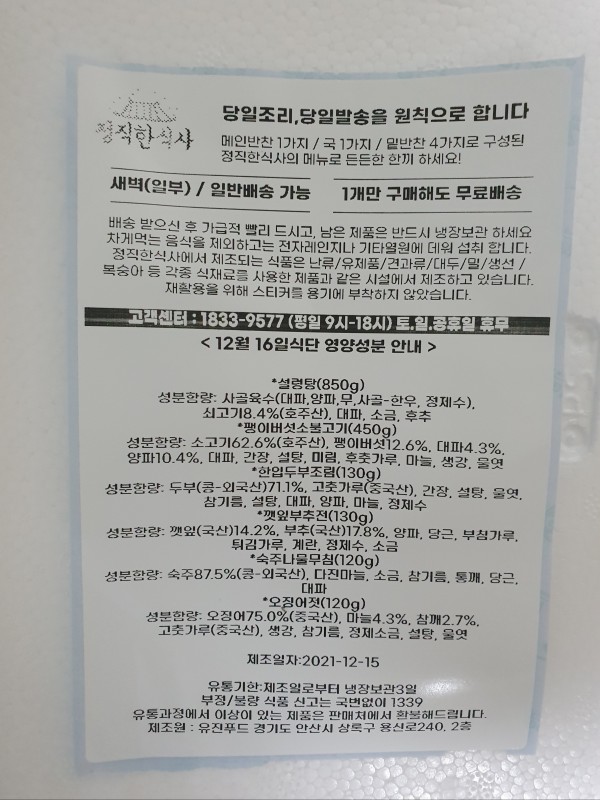 정직한식사
당일조리,당일발송을 원칙으로 합니다
메인반찬 1가지 / 국 1가지 / 밑반찬 4가지로 구성된
정직한식사의 메뉴로 든든한 한끼 하세요!
새벽(일부) / 일반배송 가능
1개만 구매해도 무료배송
배송 받으신 후 가급적 빨리 드시고, 남은 제품은 반드시 냉장보관 하세요
차게먹는 음식을 제외하고는 전자레인지나 기타열원에 데워 섭취 합니다.
정직한식사에서 제조되는 식품은 난류/유제품/견과류/대두/밀/생선 /
복숭아 등 각종 식재료를 사용한 제품과 같은 시설에서 제조하고 있습니다.
재활용을 위해 스티커를 용기에 부착하지 않았습니다.
고객센터 : 1833-9577 (평일 9시-18시) 토.일.공휴일 휴무
< 12월 16일식단 영양성분 안내 >
*설렁탕(850g)
성분함량: 사골육수(대파,양파,무,사골-한우, 정제수),
쇠고기8.4%(호주산), 대파, 소금, 후추
*팽이버섯소불고기(450g)
성분함량: 소고기62.6%(호주산), 팽이버섯12.6%, 대파4.3%,
양파10.4%, 대파, 간장, 설탕, 미림, 후춧가루, 마늘, 생강, 물엿
*한입두부조림(130g)
성분함량: 두부(콩-외국산)71.1%, 고춧가루(중국산), 간장, 설탕, 물엿,
참기름, 설탕, 대파, 양파, 마늘, 정제수
*깻잎부추전(130g)
성분함량: 깻잎(국산)14.2%, 부추(국산)17.8%, 양파, 당근, 부침가루,
튀김가루, 계란, 정제수, 소금
*숙주나물무침(120g)
성분함량: 숙주87.5%(콩-외국산), 다진마늘, 소금, 참기름, 통깨, 당근,
대파
*오징어젓(120g)
성분함량: 오징어75.0%(중국산), 마늘4.3%, 참깨2.7%,
고춧가루(중국산), 생강, 참기름, 정제소금, 설탕, 물엿
제조일자:2021-12-15
유통기한:제조일로부터 냉장보관3일
부정/불량 식품 신고는 국번없이 1339
유통과정에서 이상이 있는 제품은 판매처에서 환불해드립니다.
제조원 : 유진푸드 경기도 안산시 상록구 용신로240, 2층